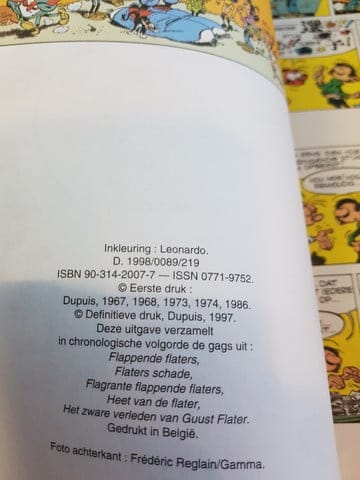 Inkleuring : Leonardo.
D. 1998/0089/219
ISBN 90-314-2007-7 — ISSN 0771-9752.
© Eerste druk :
Dupuis, 1967, 1968, 1973, 1974, 1986.
© Definitieve druk, Dupuis, 1997.
Deze uitgave verzamelt
in chronologische volgorde de gags uit :
Flappende flaters,
Flaters schade,
Flagrante flappende flaters,
Heet van de flater,
Het zware verleden van Guust Flater.
Gedrukt in België.
Foto achterkant : Frédéric Reglain/Gamma.
DAT
IEDERS